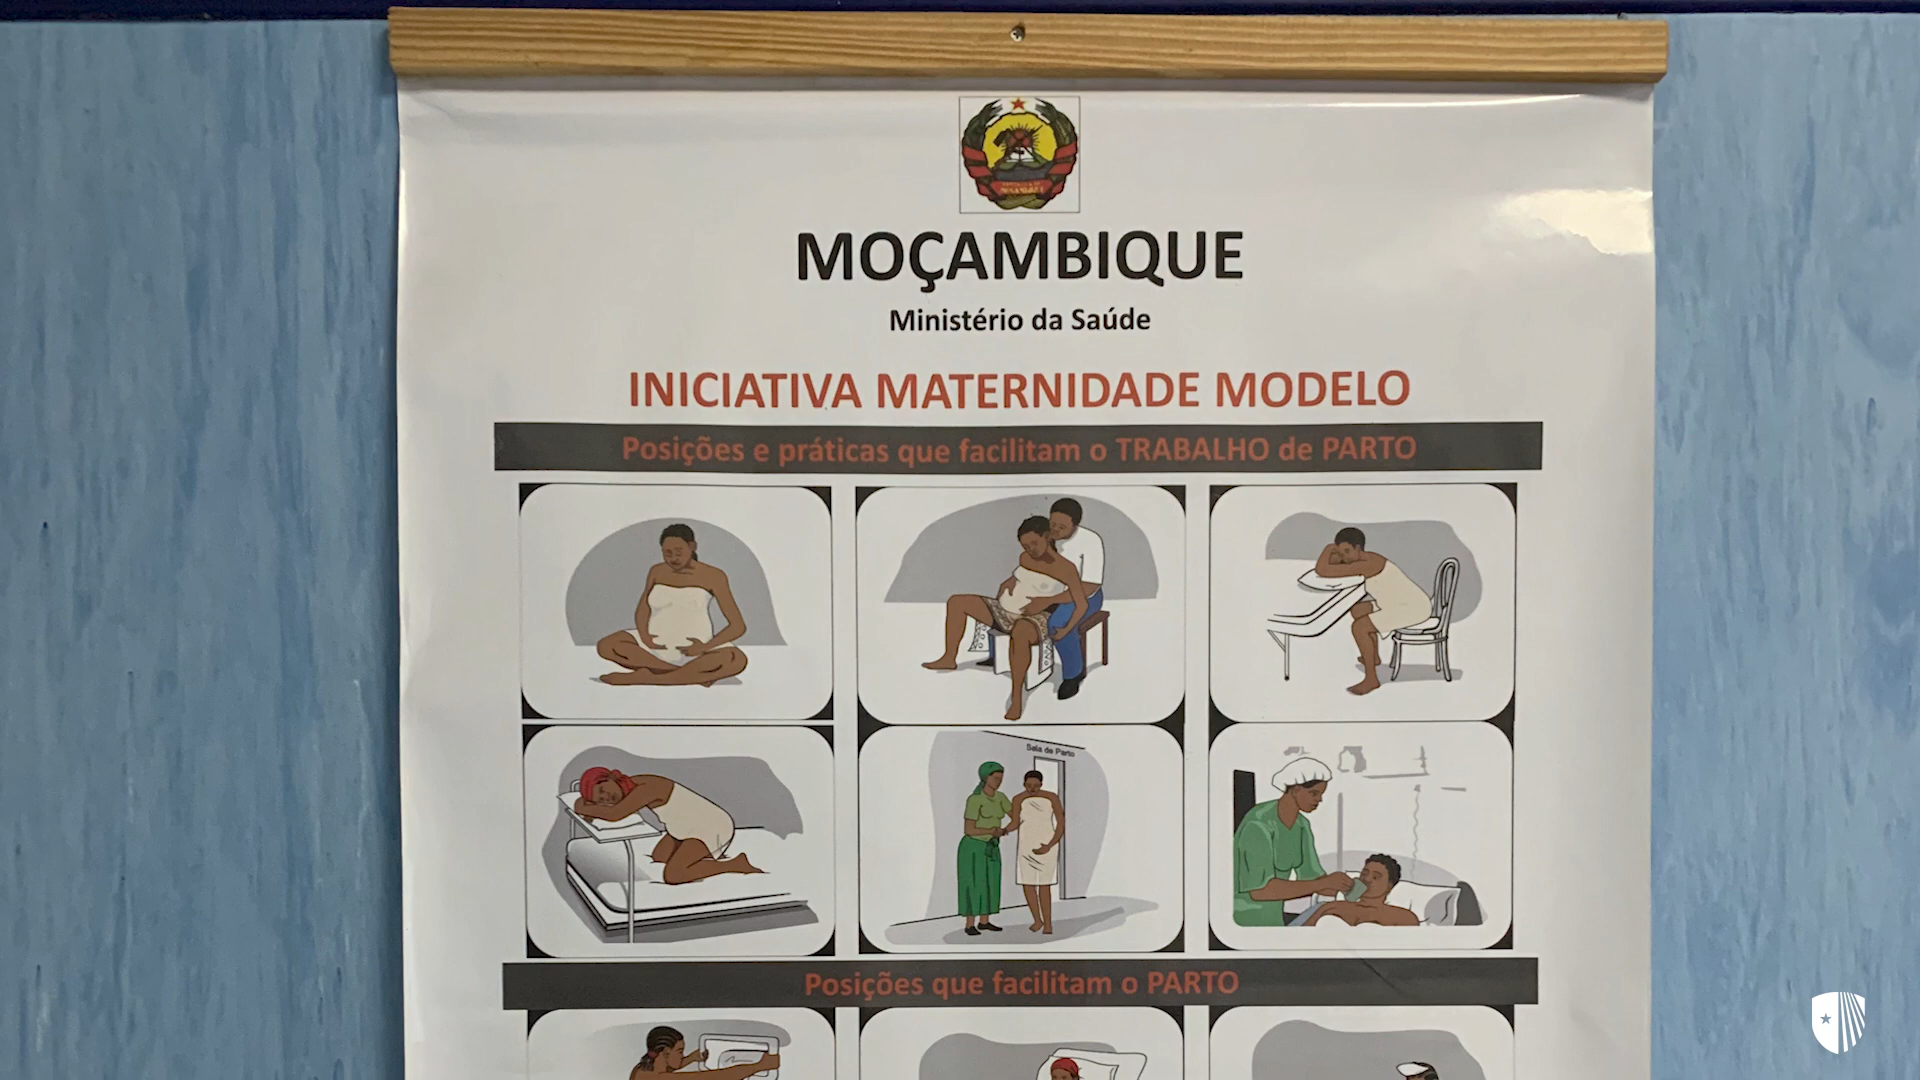 MOÇAMBIQUE
Ministério da Saúde
INICIATIVA MATERNIDADE MODELO
Posições e práticas que facilitam o TRABALHO de PARTO
Sala de Parto
Posições que facilitam o PARTO